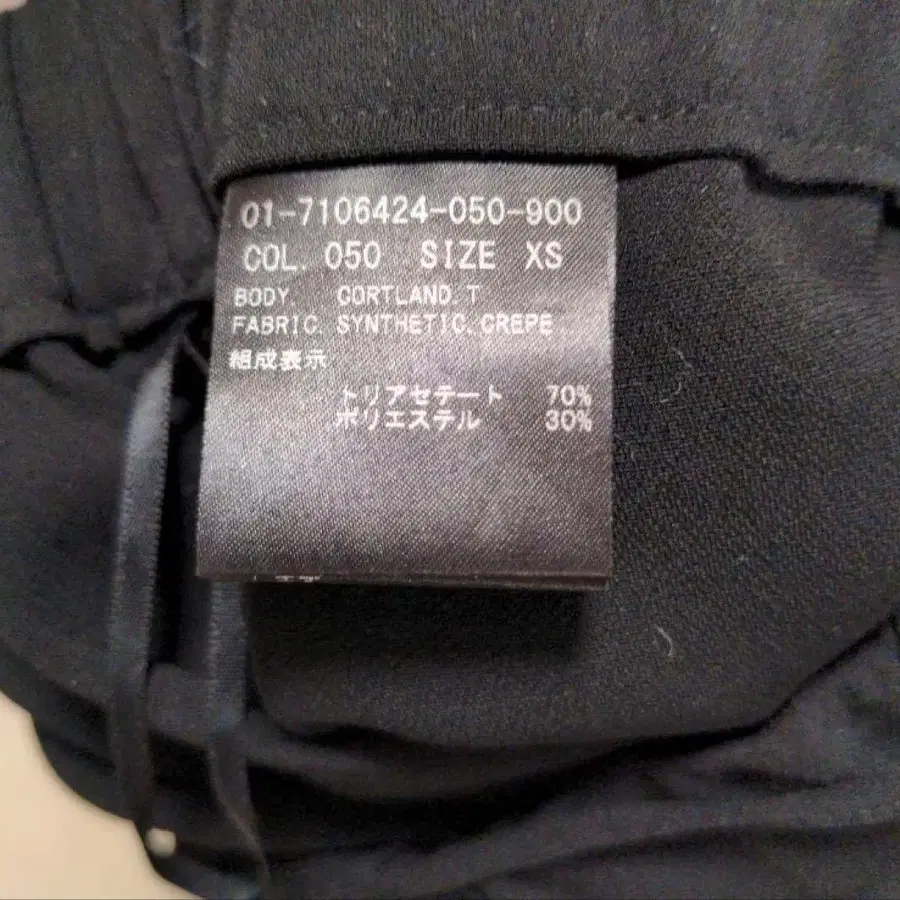 01-7106424-050-900
COL. 050 SIZE XS
BODY. CORTLAND.T
FABRIC. SYNTHETIC.CREPE.
組成表示
トリアセテート 70%
ポリエステル 30%